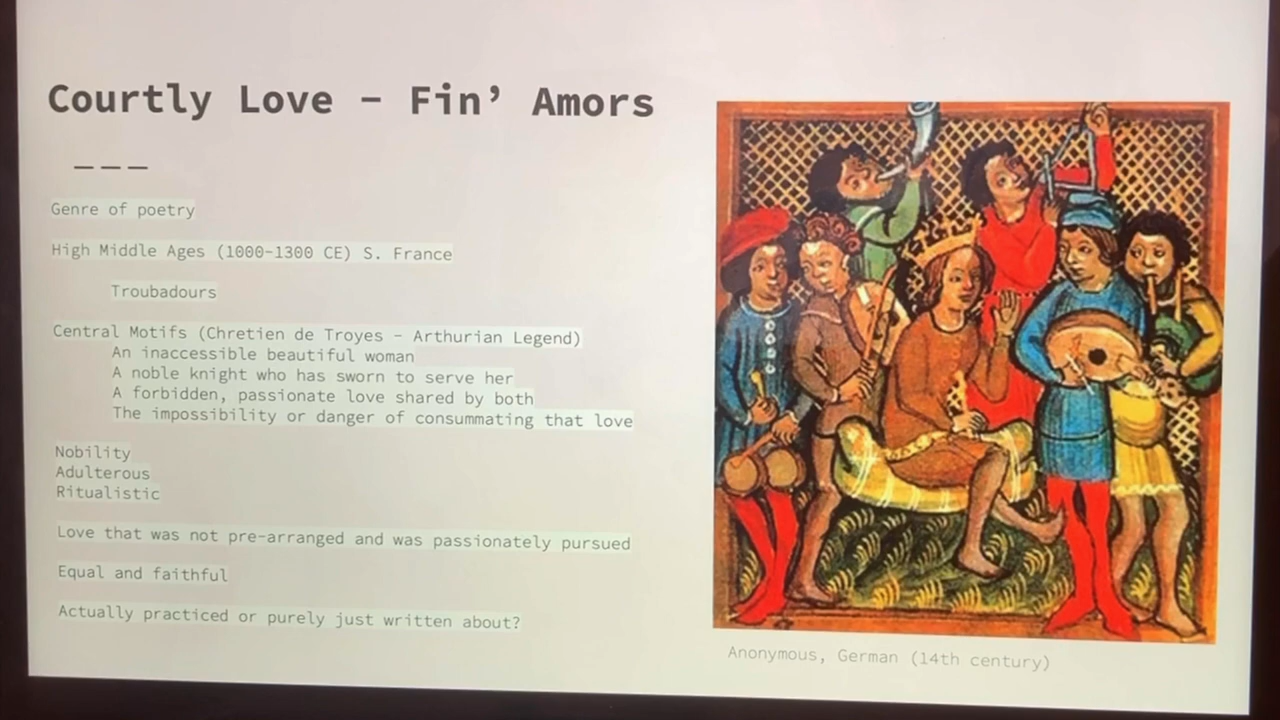 Courtly Love – Fin’ Amors
———
Genre of poetry
High Middle Ages (1000-1300 CE) S. France
Troubadours
Central Motifs (Chretien de Troyes – Arthurian Legend)
An inaccessible beautiful woman
A noble knight who has sworn to serve her
A forbidden, passionate love shared by both
The impossibility or danger of consummating that love
Nobility
Adulterous
Ritualistic
Love that was not pre-arranged and was passionately pursued
Equal and faithful
Actually practiced or purely just written about?
Anonymous, German (14th century)